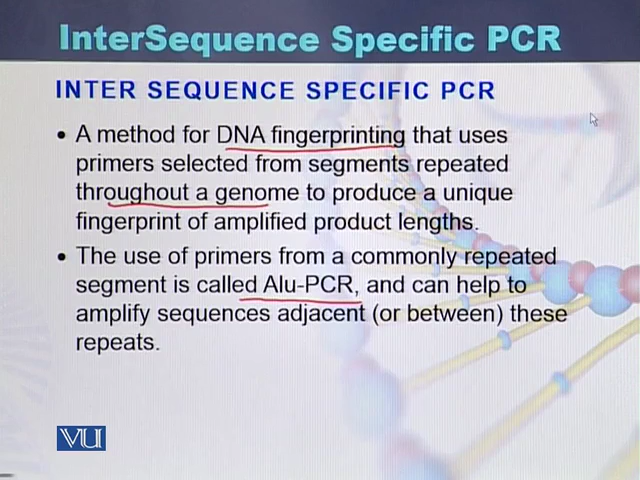 InterSequence Specific PCR
INTER SEQUENCE SPECIFIC PCR
• A method for DNA fingerprinting that uses
primers selected from segments repeated
throughout a genome to produce a unique
fingerprint of amplified product lengths.
• The use of primers from a commonly repeated
segment is called Alu-PCR, and can help to
amplify sequences adjacent (or between) these
repeats.
VU